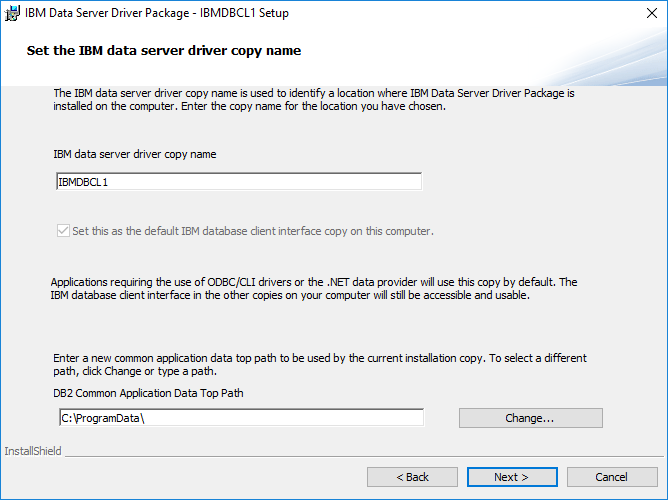 IBM Data Server Driver Package - IBMDBCL1 Setup
Set the IBM data server driver copy name
The IBM data server driver copy name is used to identify a location where IBM Data Server Driver Package is
installed on the computer. Enter the copy name for the location you have chosen.
IBM data server driver copy name
IBMDBCL1
Set this as the default IBM database client interface copy on this computer.
Applications requiring the use of ODBC/CLI drivers or the .NET data provider will use this copy by default. The
IBM database client interface in the other copies on your computer will still be accessible and usable.
Enter a new common application data top path to be used by the current installation copy. To select a different
path, click Change or type a path.
DB2 Common Application Data Top Path
C:\ProgramData\
Change...
InstallShield
< Back
Next >
Cancel